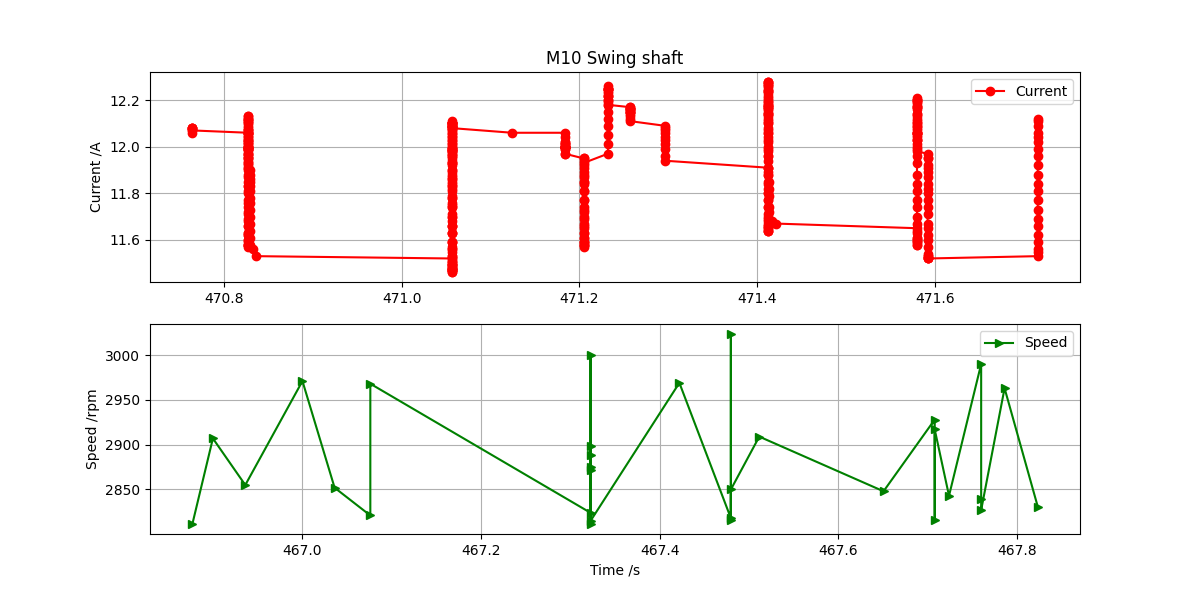 M10 Swing shaft
Current /A
12.2
12.0
11.8
11.6
Current
470.8 471.0 471.2 471.4 471.6
Speed /rpm
3000
2950
2900
2850
Speed
467.0 467.2 467.4 467.6 467.8
Time /s